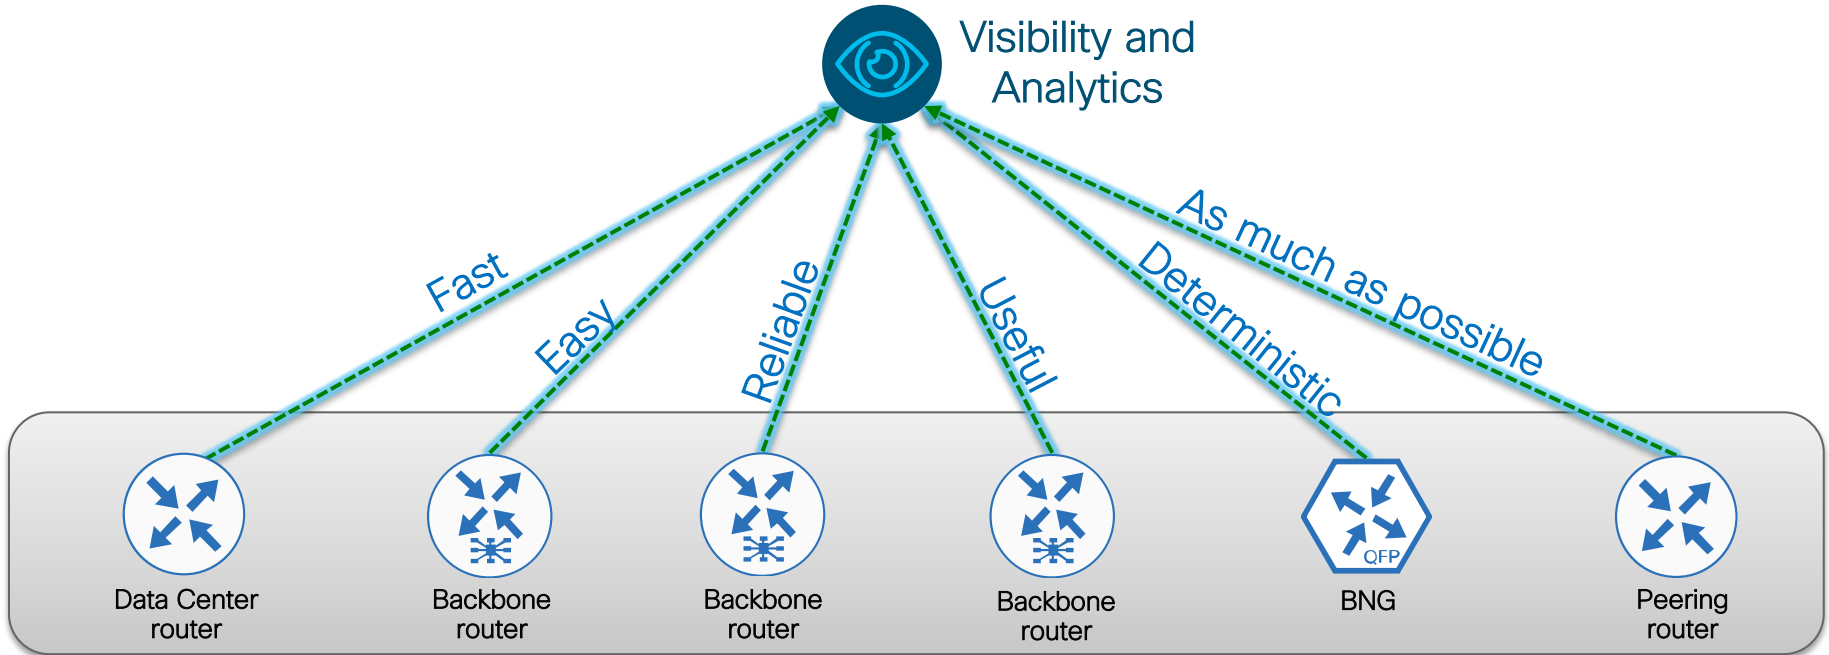 Visibility and
Analytics
Fast
Easy
Reliable
Useful
Deterministic
As much as possible
QFP
Data Center
router
Backbone
router
Backbone
router
Backbone
router
BNG
Peering
router